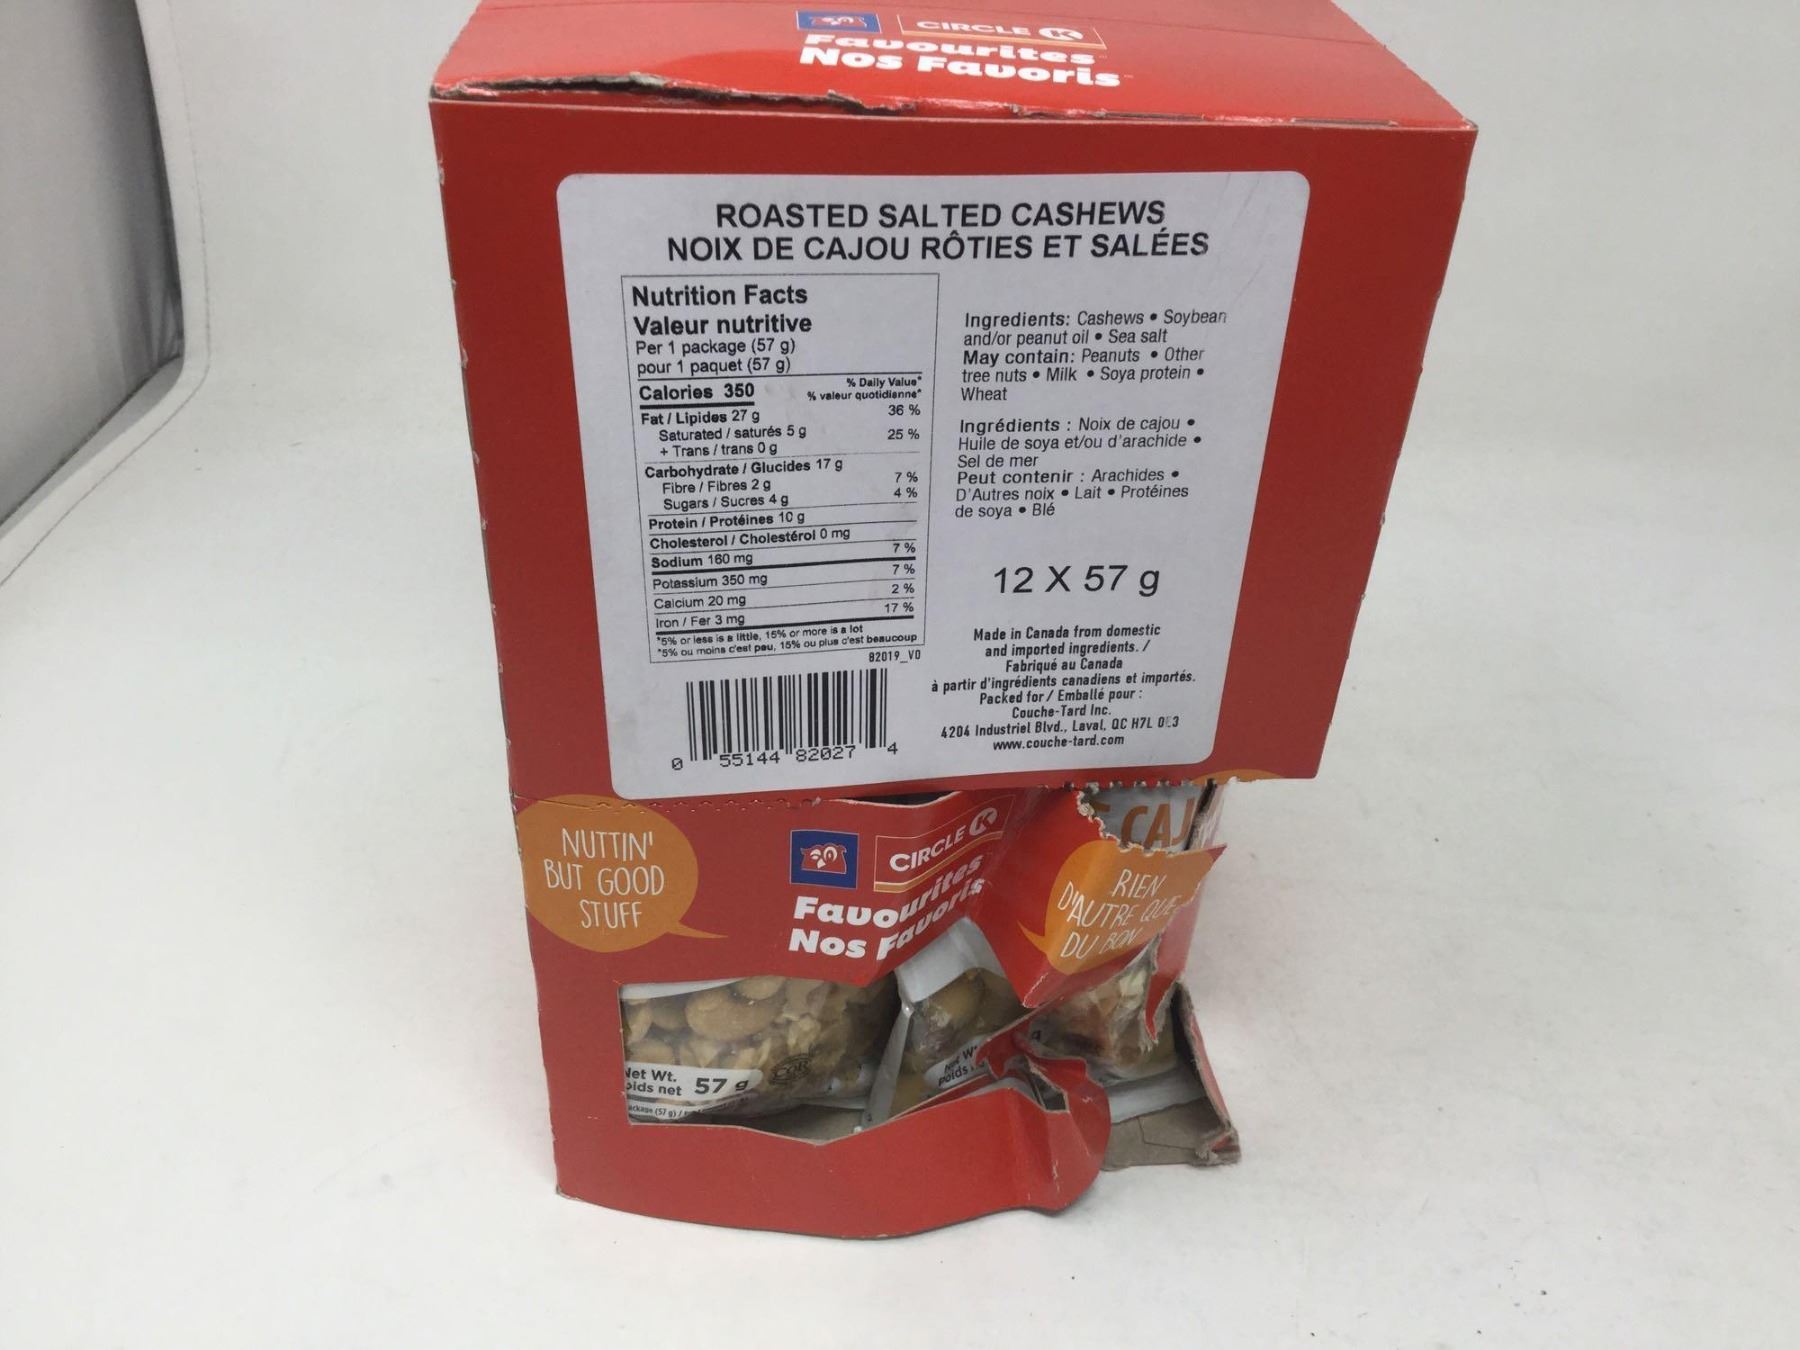 CIRCLE K
Favourites
Nos Favoris
ROASTED SALTED CASHEWS
NOIX DE CAJOU RÔTIES ET SALÉES
Nutrition Facts
Valeur nutritive
Per 1 package (57 g)
pour 1 paquet (57 g)
Calories 350
% Daily Value*
% valeur quotidienne*
Fat / Lipides 27 g 36 %
Saturated / saturés 5 g 25 %
+ Trans / trans 0 g
Carbohydrate / Glucides 17 g
Fibre / Fibres 2 g 7 %
Sugars / Sucres 4 g 4 %
Protein / Protéines 10 g
Cholesterol / Cholestérol 0 mg
Sodium 160 mg 7 %
Potassium 350 mg 7 %
Calcium 20 mg 2 %
Iron / Fer 3 mg 17 %
*5% or less is a little, 15% or more is a lot
*5% ou moins c'est peu, 15% ou plus c'est beaucoup
82019_V0
0 55144 82027 4
Ingredients: Cashews • Soybean
and/or peanut oil • Sea salt
May contain: Peanuts • Other
tree nuts • Milk • Soya protein •
Wheat
Ingrédients : Noix de cajou •
Huile de soya et/ou d'arachide •
Sel de mer
Peut contenir : Arachides •
D'Autres noix • Lait • Protéines
de soya • Blé
12 X 57 g
Made in Canada from domestic
and imported ingredients. /
Fabriqué au Canada
à partir d'ingrédients canadiens et importés.
Packed for / Emballé pour :
Couche-Tard Inc.
4204 Industriel Blvd., Laval, QC H7L
www.couche-tard.com
NUTTIN'
BUT GOOD
STUFF
CIRCLE K
Favourites
Nos Favoris
CAJ
RIEN
D'AUTRE QUE
DU BON
Net Wt.
poids net 57 g
COR
(57 g) /
poids